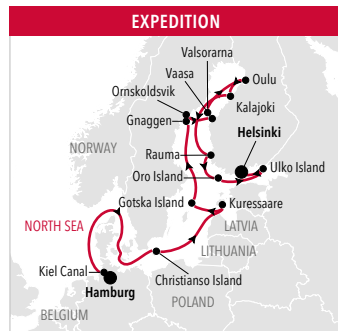 EXPEDITION
Valsorarna
Vaasa
Oulu
Ornskoldsvik
Kalajoki
Gnaggen
Helsinki
NORWAY
Rauma
Ulko Island
Oro Island
Gotska Island
Kuressaare
NORTH SEA
LATVIA
LITHUANIA
Kiel Canal
Christianso Island
Hamburg
POLAND
BELGIUM